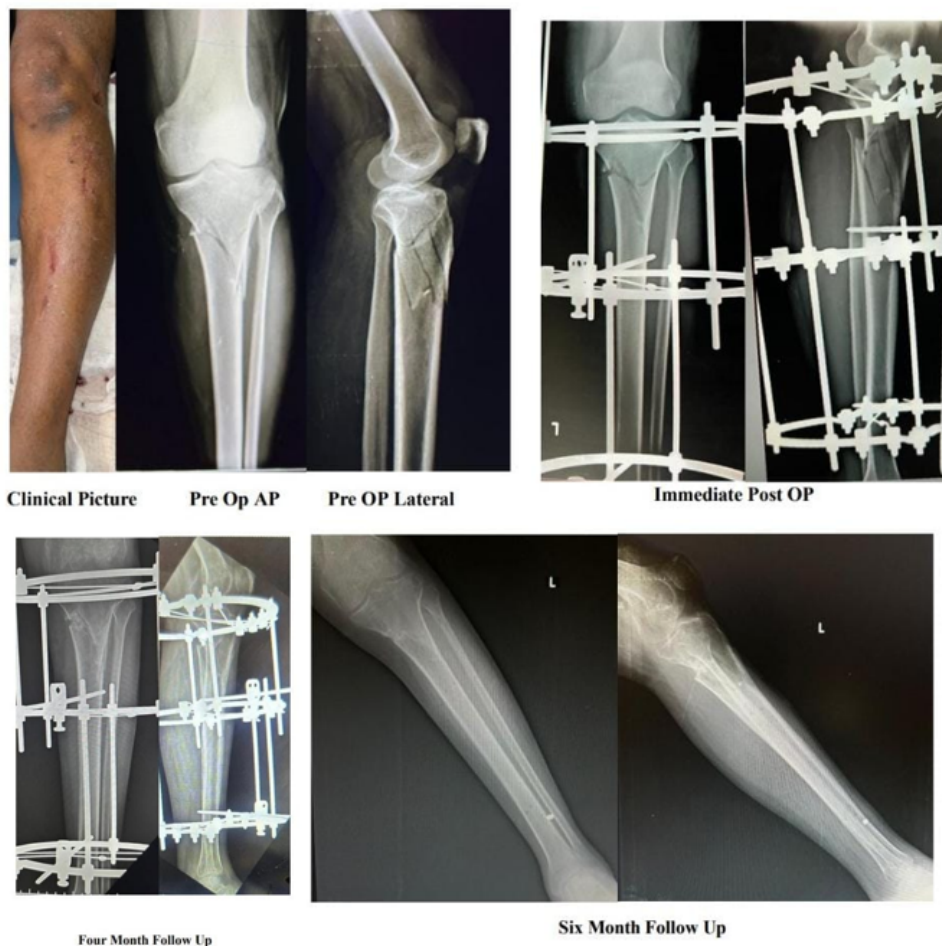 Clinical Picture
Pre Op AP
Pre OP Lateral
L
Immediate Post OP
L
L
Four Month Follow Up
Six Month Follow Up